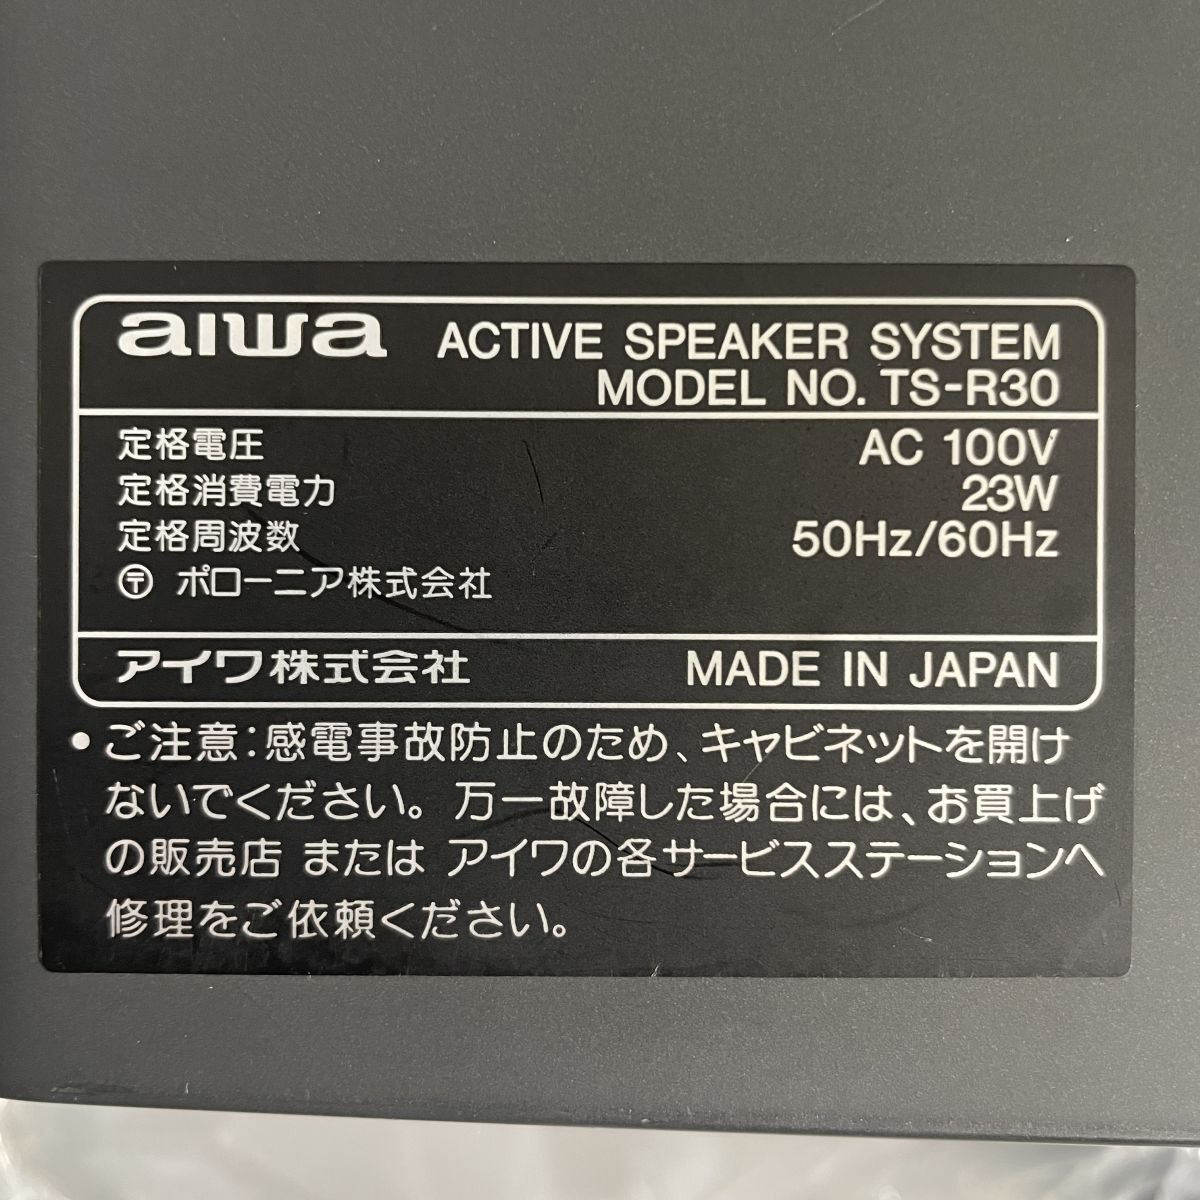 aiwa ACTIVE SPEAKER SYSTEM
MODEL NO. TS-R30
定格電圧 AC 100V
定格消費電力 23W
定格周波数 50Hz/60Hz
〶 ポローニア株式会社
アイワ株式会社 MADE IN JAPAN
•ご注意:感電事故防止のため、キャビネットを開け
ないでください。万一故障した場合には、お買上げ
の販売店 または アイワの各サービスステーションへ
修理をご依頼ください。